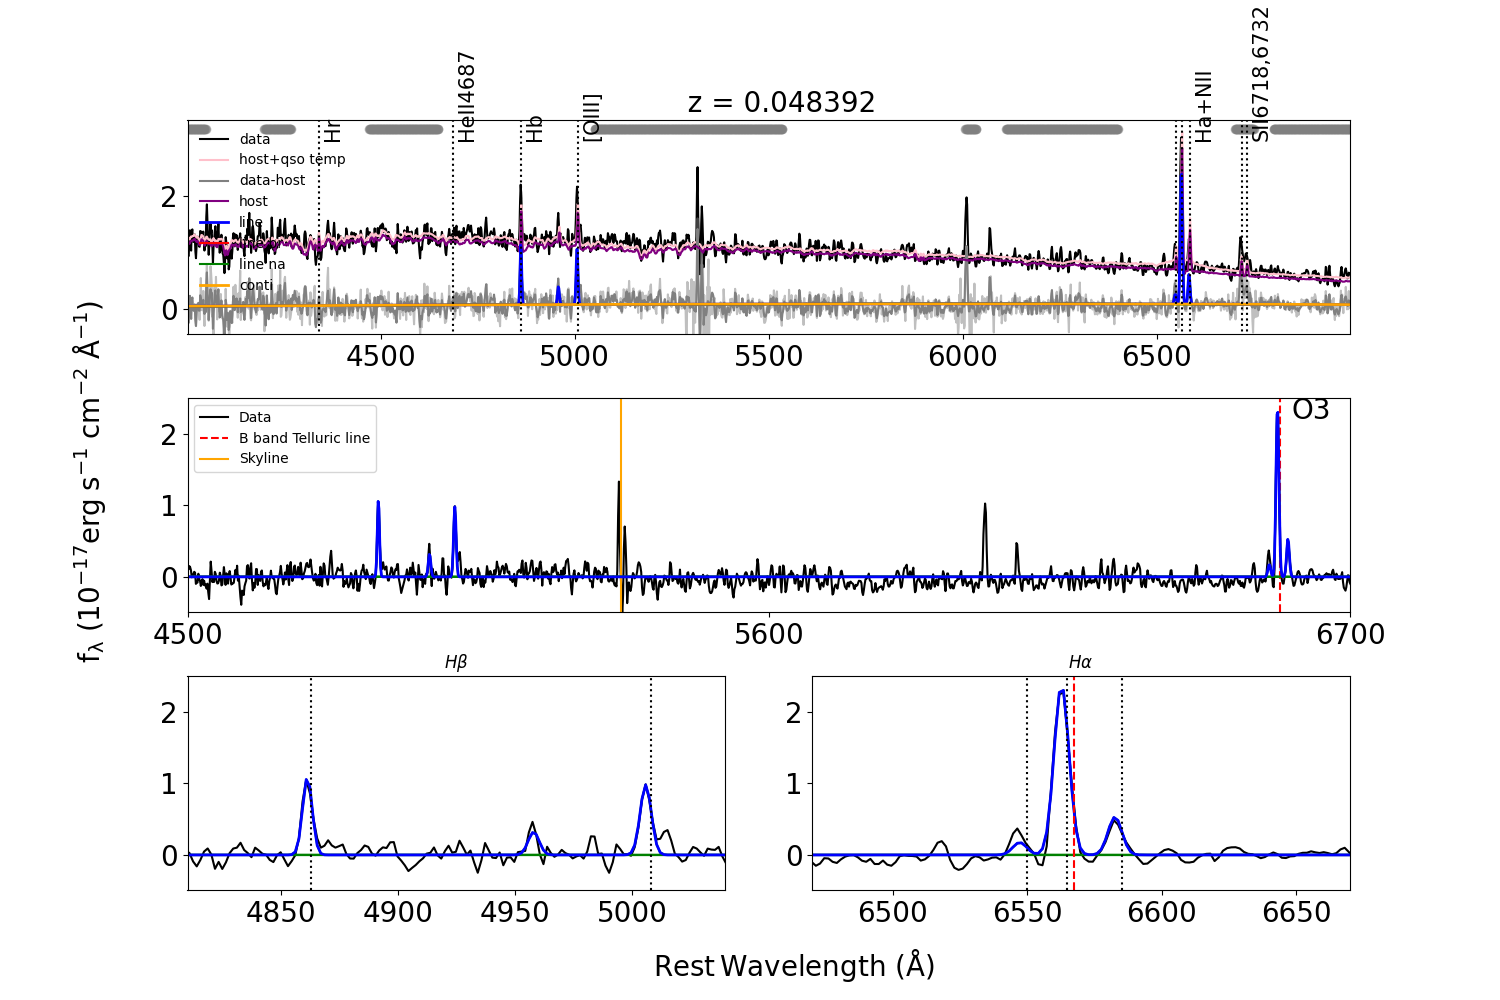 z = 0.048392
Hr
HeII4687
Hb
[OIII]
Ha+NII
SII6718,6732
data
host+qso temp
data-host
host
line
line na
conti
2
0
4500 5000 5500 6000 6500
Data
B band Telluric line
Skyline
O3
2
1
0
4500 5600 6700
fλ (10⁻¹⁷erg s⁻¹ cm⁻² Å⁻¹)
Hβ
Hα
2
1
0
2
1
0
4850 4900 4950 5000
6500 6550 6600 6650
Rest Wavelength (Å)